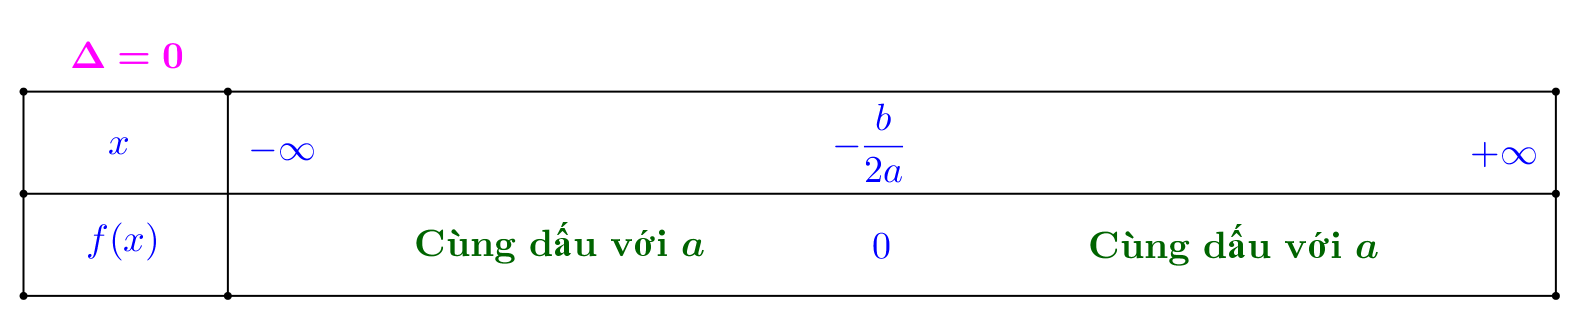 Δ = 0
x −∞ −b/2a +∞
f(x) Cùng dấu với a 0 Cùng dấu với a